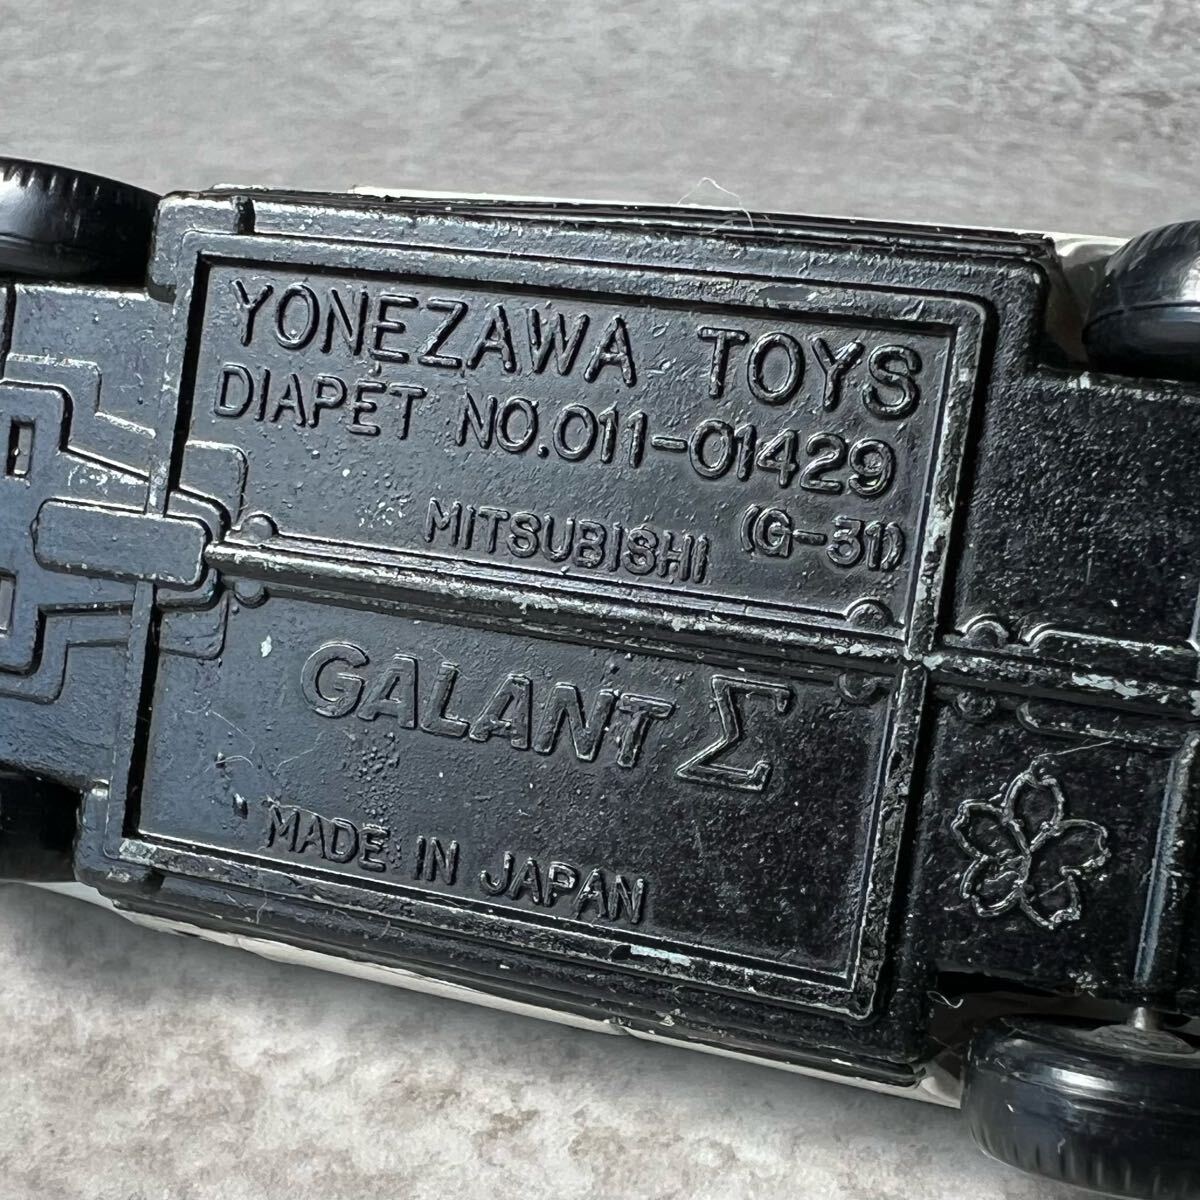 YONEZAWA TOYS
DIAPET NO.011-01429
MITSUBISHI (G-31)
GALANT Σ
MADE IN JAPAN